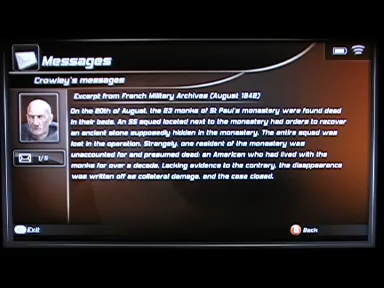 Messages
Crowley's messages
Excerpt from French Military Archives (August 1942)
On the 20th of August, the 23 monks of St Paul's monastery were found dead
in their beds. An SS squad located next to the monastery had orders to recover
an ancient stone supposedly hidden in the monastery. The entire squad was
lost in the operation. Strangely, one resident of the monastery was
unaccounted for and presumed dead: an American who had lived with the
monks for over a decade. Lacking evidence to the contrary, the disappearance
was written off as collateral damage, and the case closed.
1/5
Exit
B Back